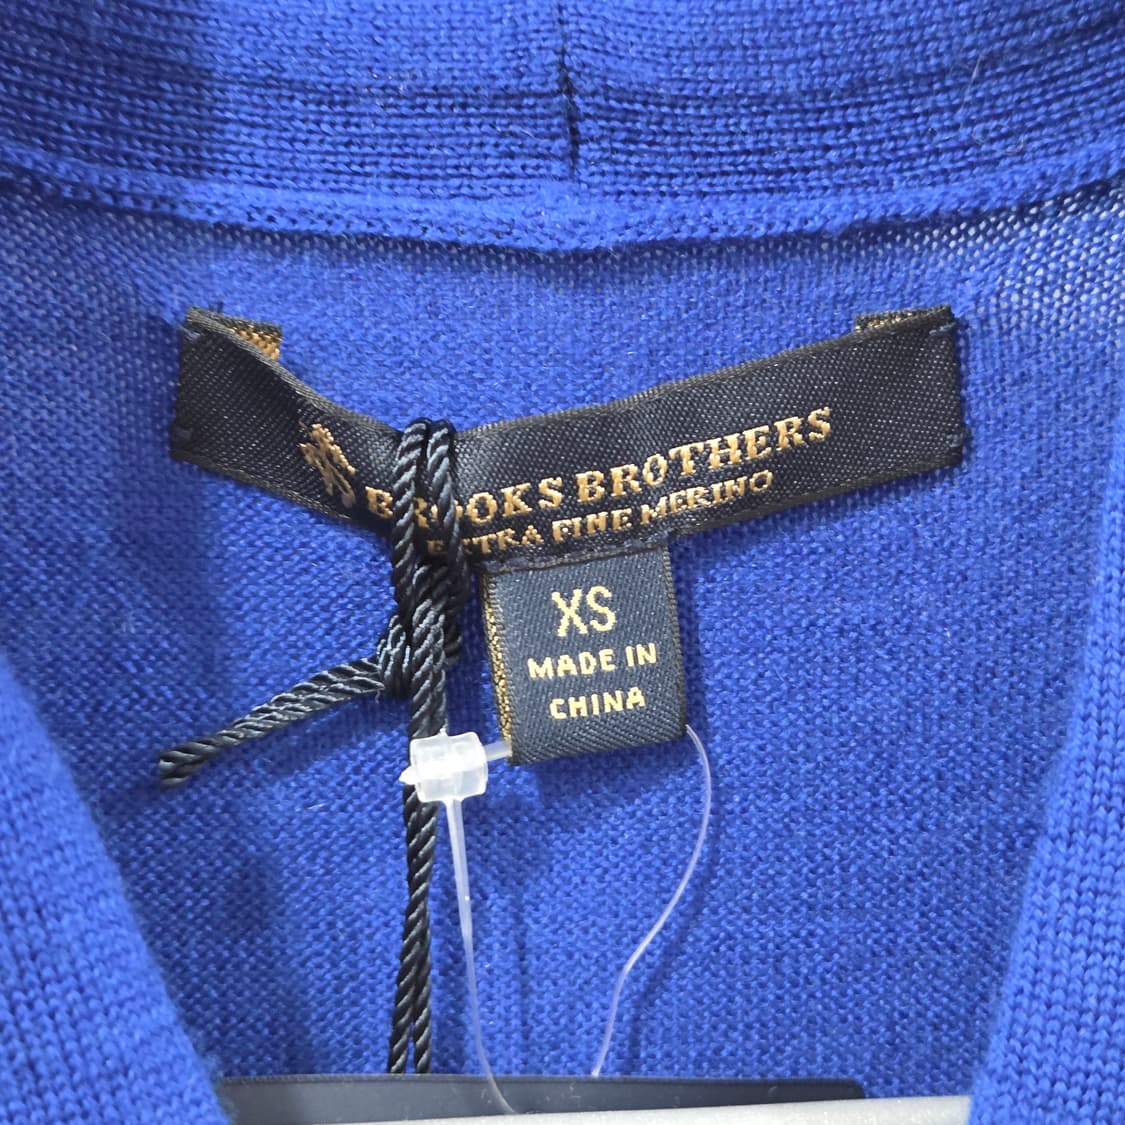 BROOKS BROTHERS
EXTRA FINE MERINO
XS
MADE IN
CHINA